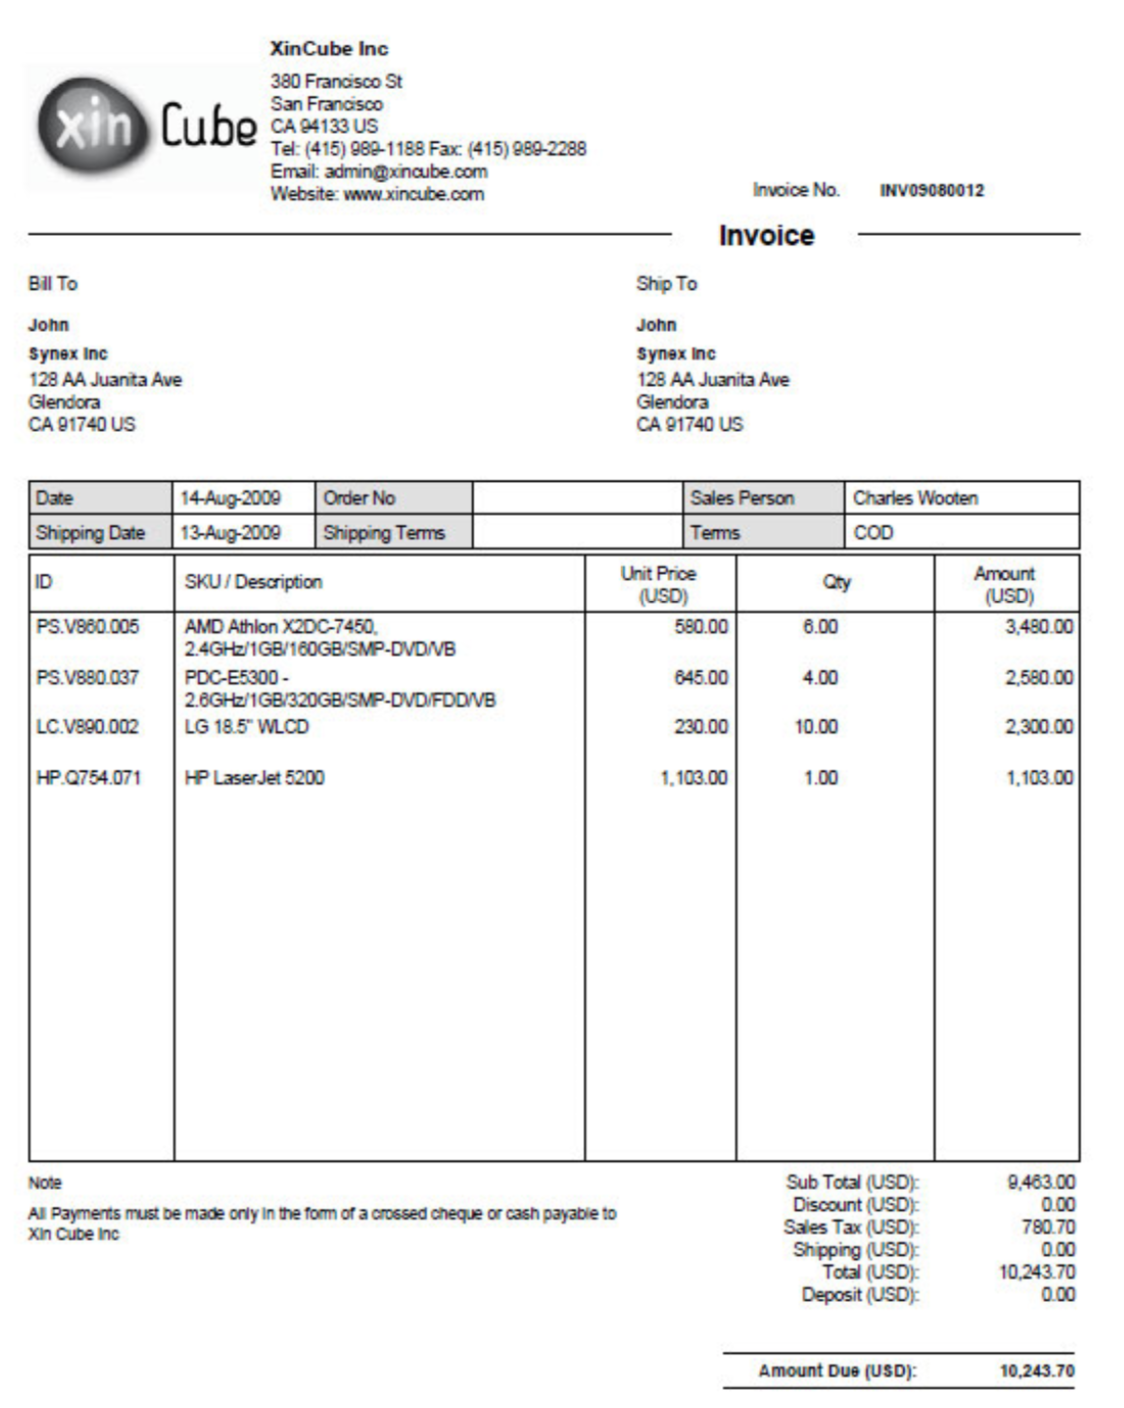 XinCube Inc
xin Cube
380 Francisco St
San Francisco
CA 94133 US
Tel: (415) 989-1188 Fax: (415) 989-2288
Email: admin@xincube.com
Website: www.xincube.com
Invoice No. INV09080012
Invoice
Bill To Ship To
John John
Synex Inc Synex Inc
128 AA Juanita Ave 128 AA Juanita Ave
Glendora Glendora
CA 91740 US CA 91740 US
Date 14-Aug-2009 Order No Sales Person Charles Wooten
Shipping Date 13-Aug-2009 Shipping Terms Terms COD
ID SKU / Description Unit Price (USD) Qty Amount (USD)
PS.V860.005 AMD Athlon X2DC-7450, 580.00 6.00 3,480.00
2.4GHz/1GB/160GB/SMP-DVD/VB
PS.V880.037 PDC-E5300 - 645.00 4.00 2,580.00
2.6GHz/1GB/320GB/SMP-DVD/FDD/VB
LC.V890.002 LG 18.5" WLCD 230.00 10.00 2,300.00
HP.Q754.071 HP LaserJet 5200 1,103.00 1.00 1,103.00
Note
All Payments must be made only in the form of a crossed cheque or cash payable to
Xin Cube Inc
Sub Total (USD): 9,463.00
Discount (USD): 0.00
Sales Tax (USD): 780.70
Shipping (USD): 0.00
Total (USD): 10,243.70
Deposit (USD): 0.00
Amount Due (USD): 10,243.70